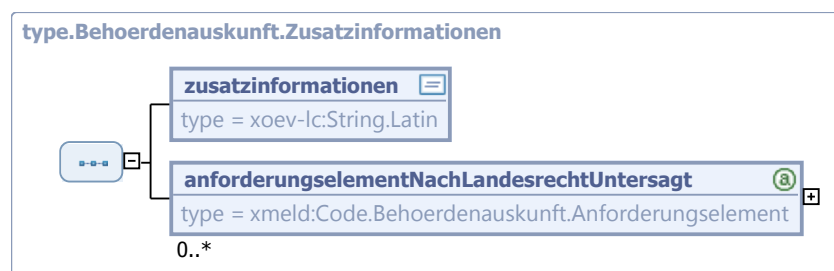 type.Behoerdenauskunft.Zusatzinformationen
zusatzinformationen
type = xoev-lc:String.Latin
anforderungselementNachLandesrechtUntersagt
type = xmeld:Code.Behoerdenauskunft.Anforderungselement
0..*